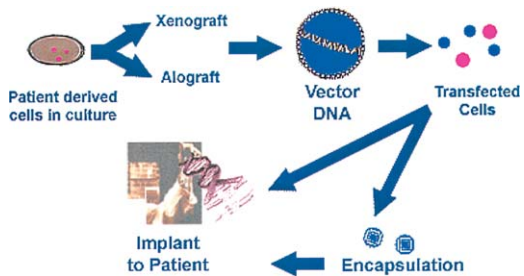 Xenograft
Alograft
Patient derived
cells in culture
Vector
DNA
Transfected
Cells
Implant
to Patient
Encapsulation